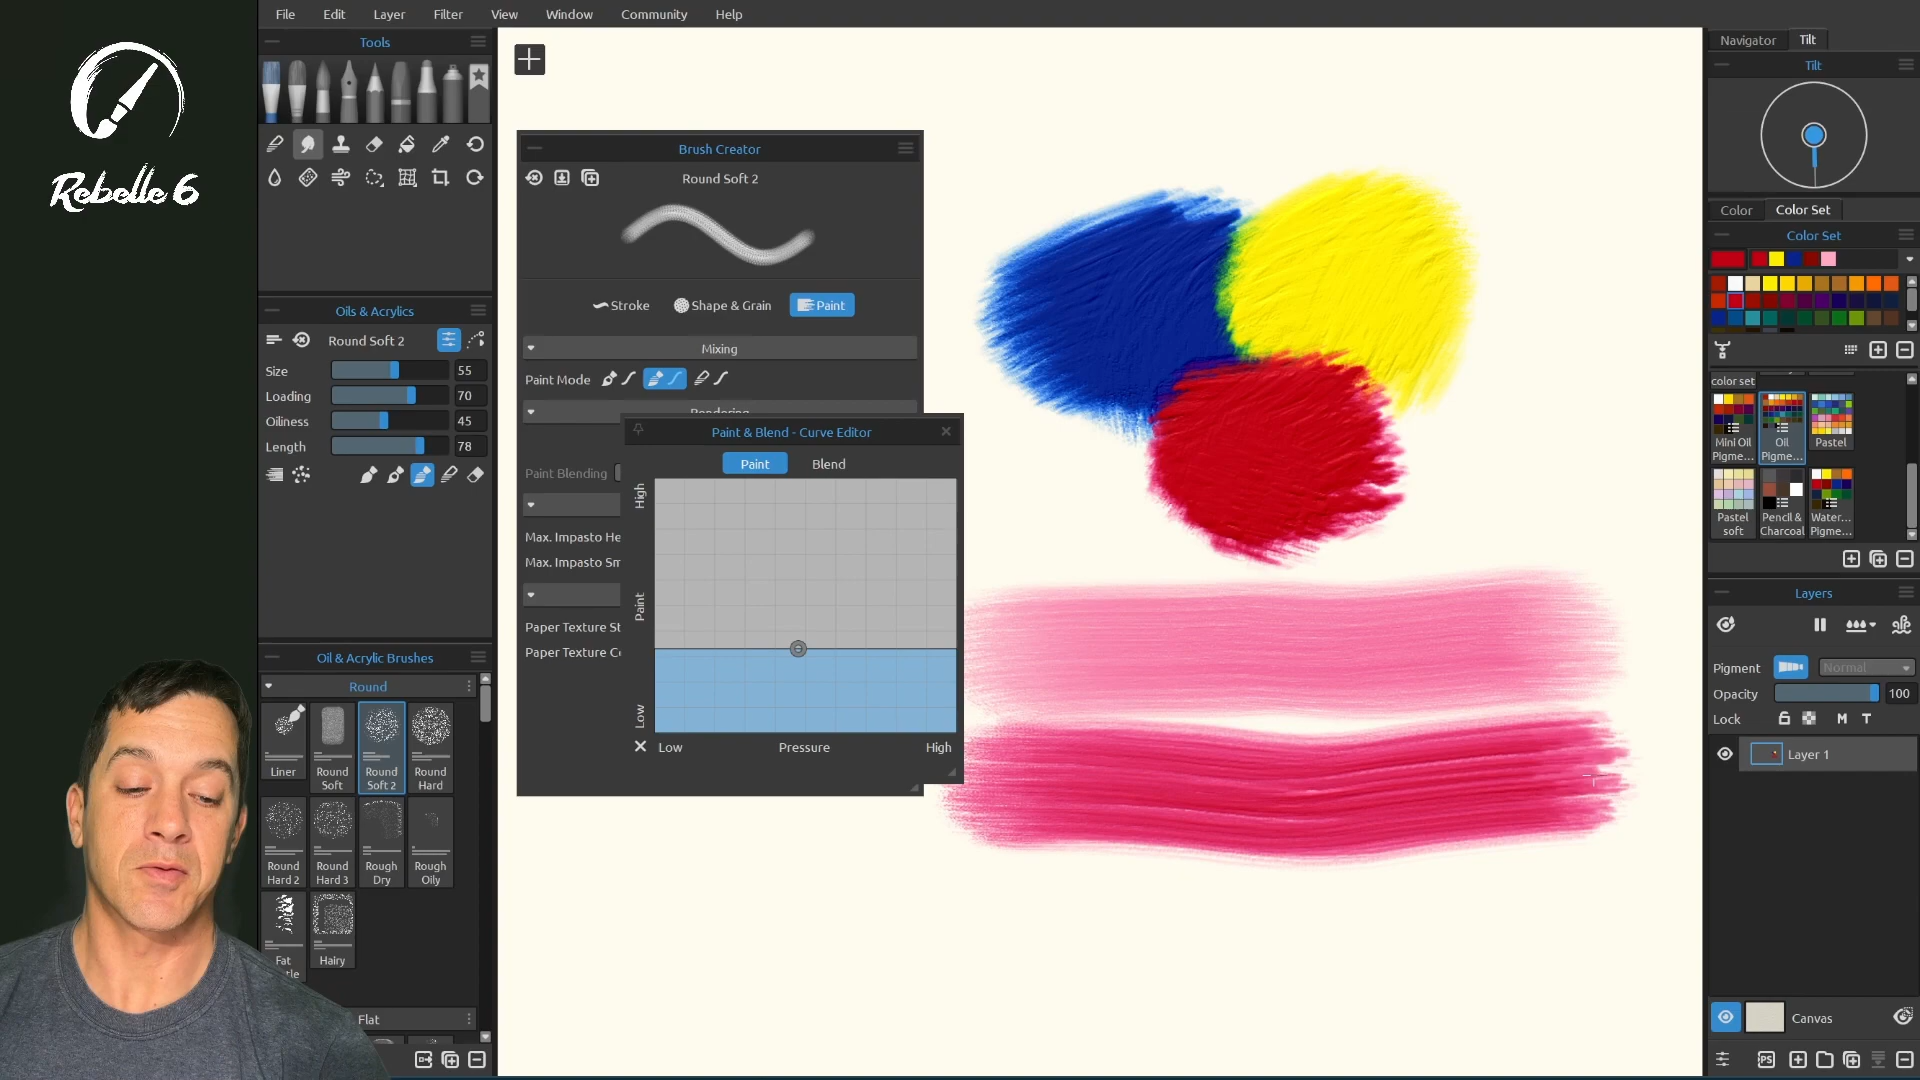 Rebelle 6
File Edit Layer Filter View Window Community Help
Tools
Oils & Acrylics
Round Soft 2
Size 55
Loading 70
Oiliness 45
Length 78
Oil & Acrylic Brushes
Round
Liner
Round Soft
Round Soft 2
Round Hard
Round Hard 2
Round Hard 3
Rough Dry
Rough Oily
Fat
Hairy
Flat
Brush Creator
Round Soft 2
Stroke Shape & Grain Paint
Mixing
Paint Mode
Rendering
Paint Blending
Max. Impasto He
Max. Impasto Sm
Paper Texture St
Paper Texture Co
Paint & Blend - Curve Editor
Paint Blend
High
Paint
Low
Low Pressure High
Navigator Tilt
Tilt
Color Color Set
Color Set
color set
Mini Oil Pigme...
Oil Pigme...
Pastel
Pastel soft
Pencil & Charcoal
Water... Pigme...
Layers
Pigment Normal
Opacity 100
Lock M T
Layer 1
Canvas
PS